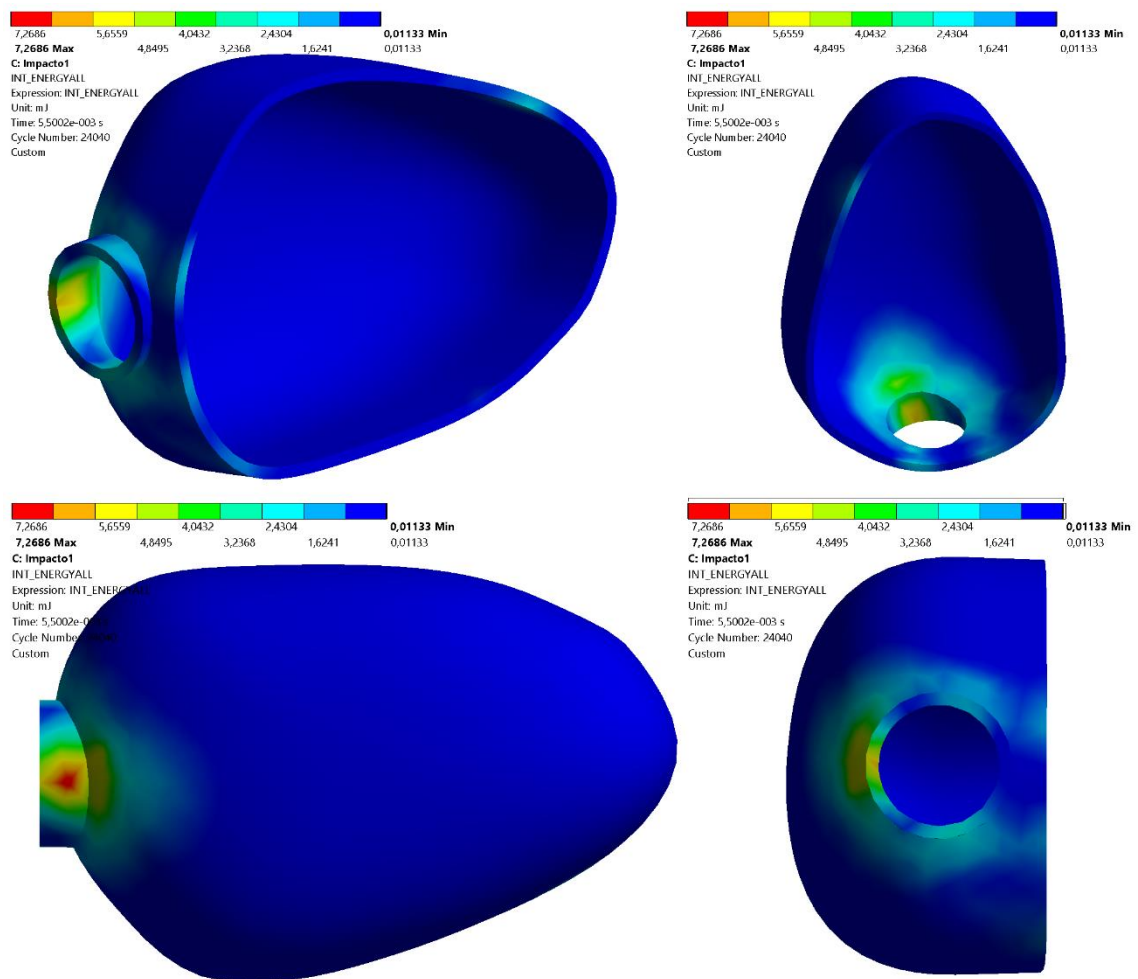 7,2686 5,6559 4,0432 2,4304 0,01133 Min
7,2686 Max 4,8495 3,2368 1,6241 0,01133
C: Impacto1
INT_ENERGYALL
Expression: INT_ENERGYALL
Unit: mJ
Time: 5,5002e-003 s
Cycle Number: 24040
Custom
7,2686 5,6559 4,0432 2,4304 0,01133 Min
7,2686 Max 4,8495 3,2368 1,6241 0,01133
C: Impacto1
INT_ENERGYALL
Expression: INT_ENERGYALL
Unit: mJ
Time: 5,5002e-003 s
Cycle Number: 24040
Custom
7,2686 5,6559 4,0432 2,4304 0,01133 Min
7,2686 Max 4,8495 3,2368 1,6241 0,01133
C: Impacto1
INT_ENERGYALL
Expression: INT_ENERGYALL
Unit: mJ
Time:
Cycle
Custom
7,2686 5,6559 4,0432 2,4304 0,01133 Min
7,2686 Max 4,8495 3,2368 1,6241 0,01133
C: Impacto1
INT_ENERGYALL
Expression: INT_ENERGYALL
Unit: mJ
Time: 5,5002e-003 s
Cycle Number: 24040
Custom